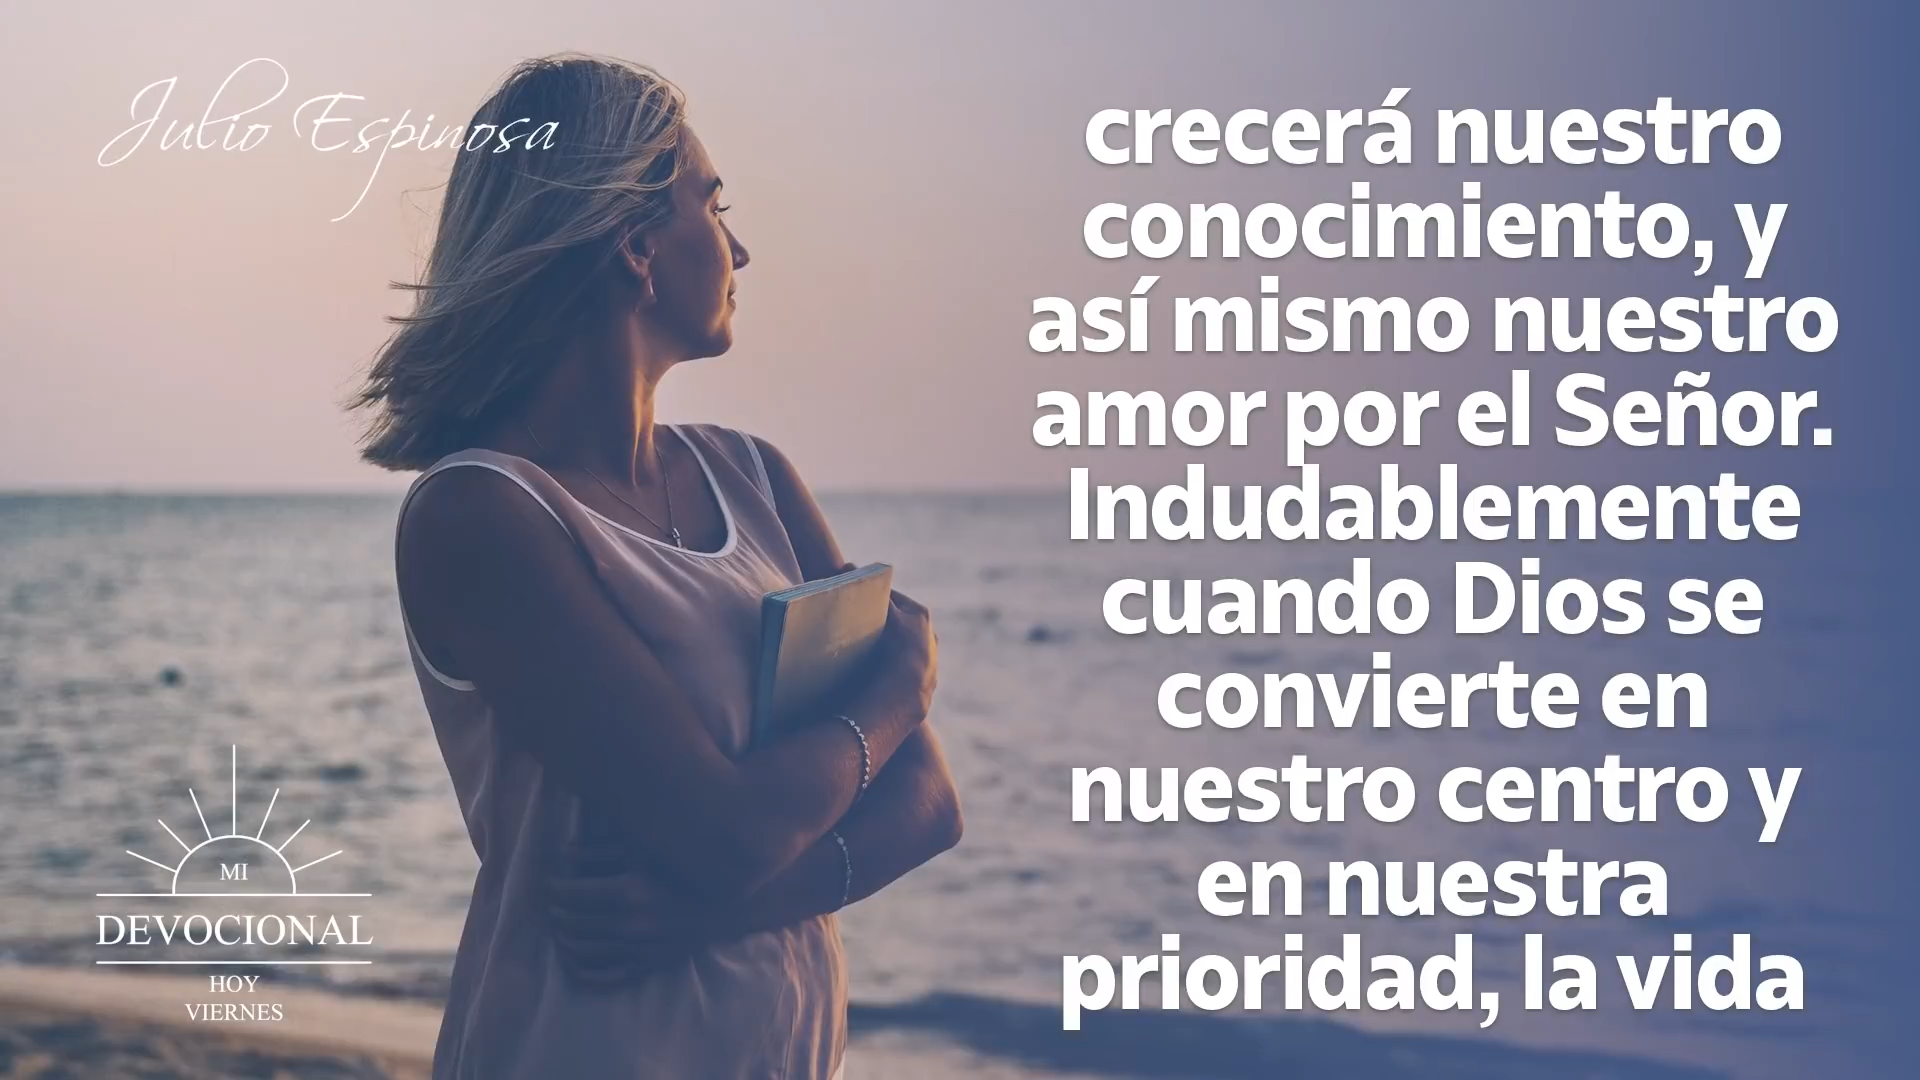 Julio Espinosa
crecerá nuestro
conocimiento, y
así mismo nuestro
amor por el Señor.
Indudablemente
cuando Dios se
convierte en
nuestro centro y
en nuestra
prioridad, la vida
MI
DEVOCIONAL
HOY
VIERNES